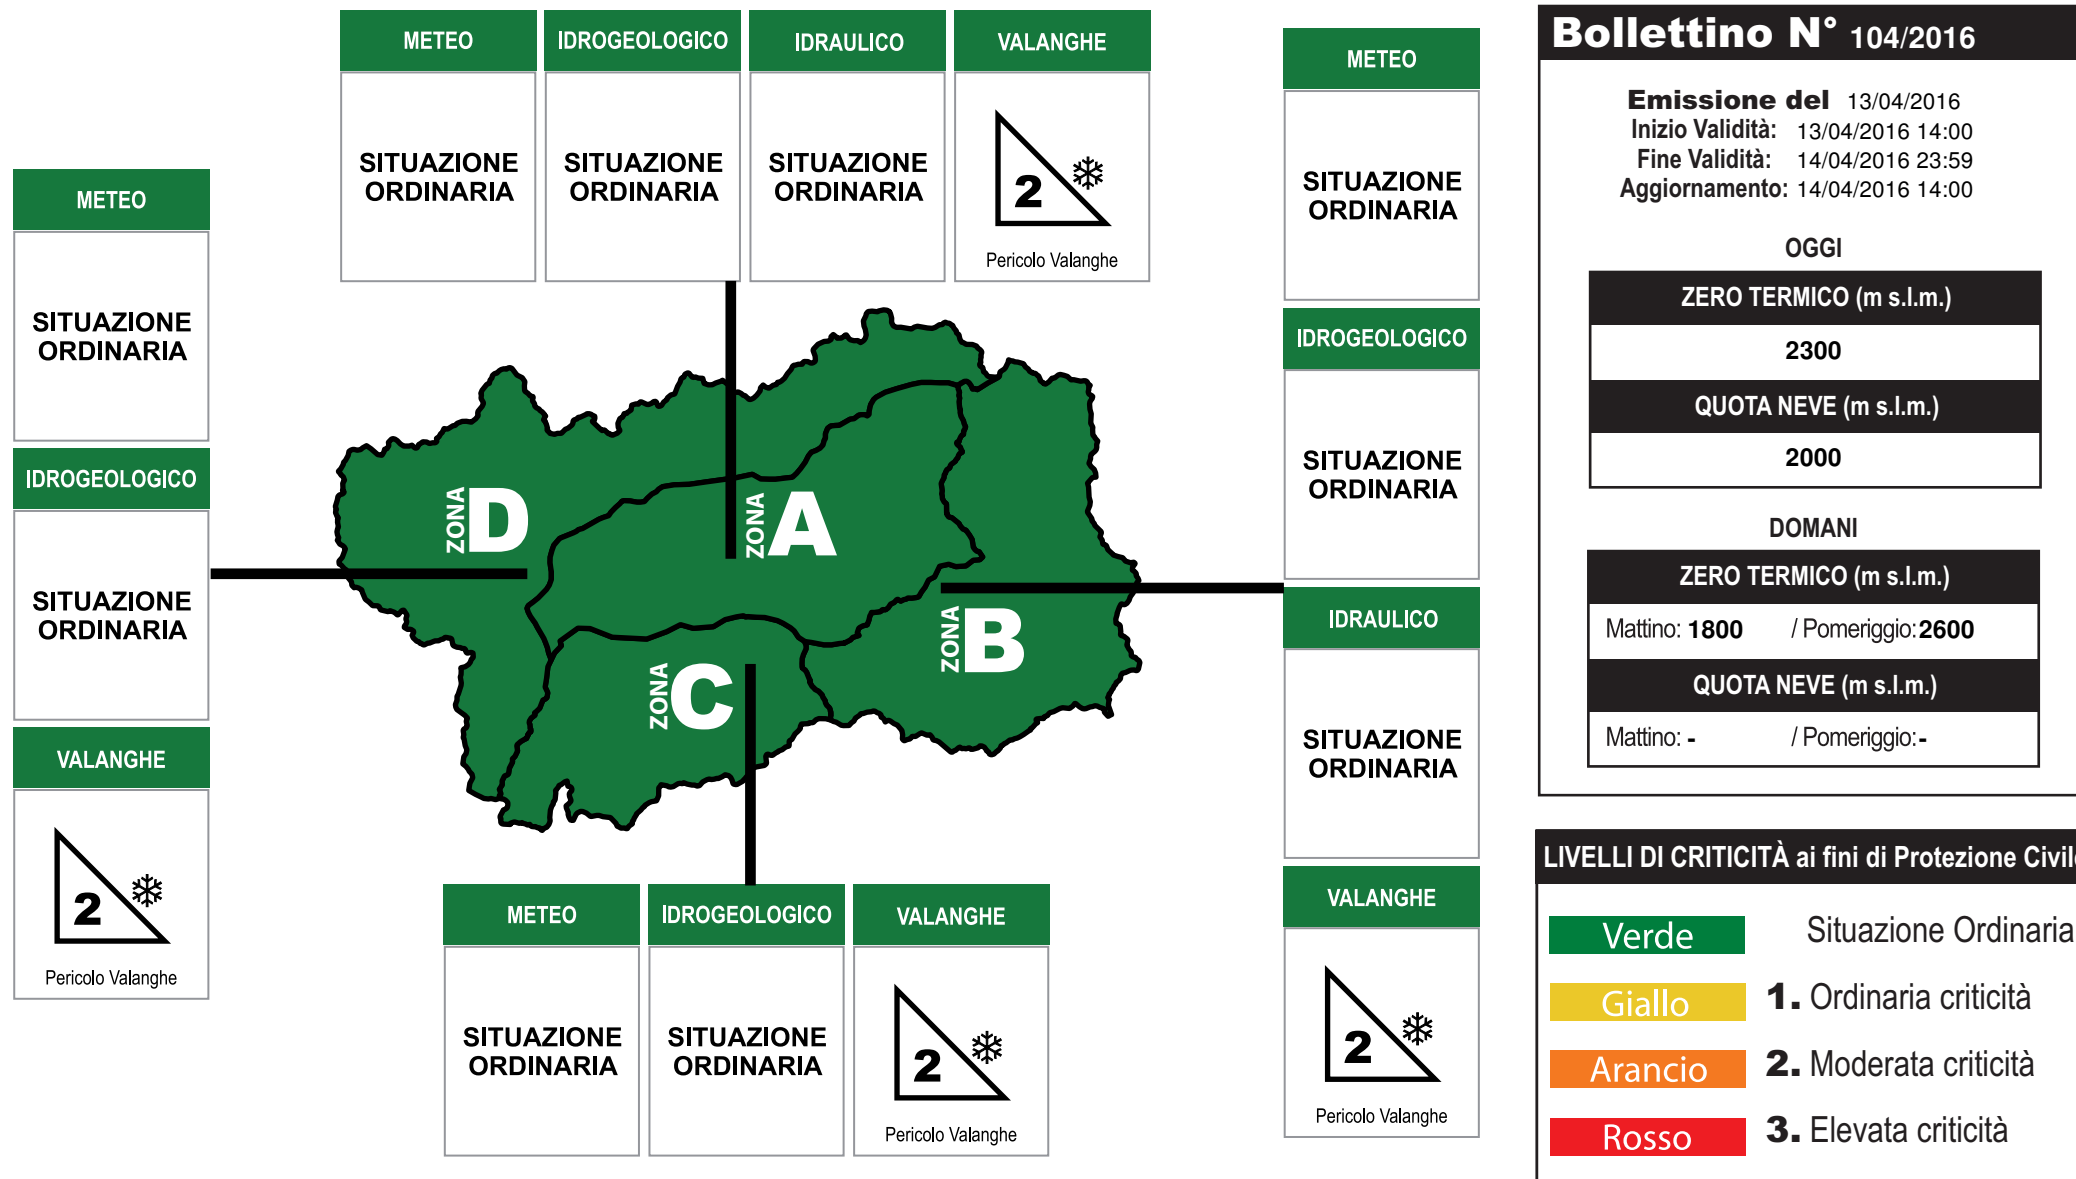 METEO
IDROGEOLOGICO
IDRAULICO
VALANGHE
SITUAZIONE
ORDINARIA
SITUAZIONE
ORDINARIA
SITUAZIONE
ORDINARIA
2
Pericolo Valanghe
METEO
SITUAZIONE
ORDINARIA
IDROGEOLOGICO
SITUAZIONE
ORDINARIA
VALANGHE
2
Pericolo Valanghe
ZONA D
ZONA A
ZONA B
ZONA C
METEO
IDROGEOLOGICO
VALANGHE
SITUAZIONE
ORDINARIA
SITUAZIONE
ORDINARIA
2
Pericolo Valanghe
METEO
SITUAZIONE
ORDINARIA
IDROGEOLOGICO
SITUAZIONE
ORDINARIA
IDRAULICO
SITUAZIONE
ORDINARIA
VALANGHE
2
Pericolo Valanghe
Bollettino N° 104/2016
Emissione del 13/04/2016
Inizio Validità: 13/04/2016 14:00
Fine Validità: 14/04/2016 23:59
Aggiornamento: 14/04/2016 14:00
OGGI
ZERO TERMICO (m s.l.m.)
2300
QUOTA NEVE (m s.l.m.)
2000
DOMANI
ZERO TERMICO (m s.l.m.)
Mattino: 1800 / Pomeriggio: 2600
QUOTA NEVE (m s.l.m.)
Mattino: - / Pomeriggio: -
LIVELLI DI CRITICITÀ ai fini di Protezione Civile
Verde Situazione Ordinaria
Giallo 1. Ordinaria criticità
Arancio 2. Moderata criticità
Rosso 3. Elevata criticità